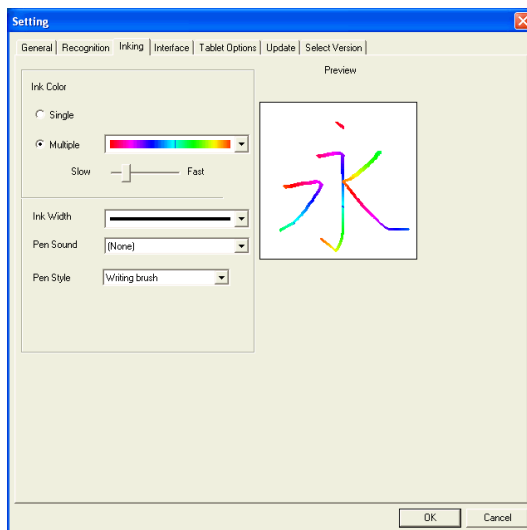 Setting
General Recognition Inking Interface Tablet Options Update Select Version
Preview
Ink Color
Single
Multiple
Slow Fast
永
Ink Width
Pen Sound (None)
Pen Style Writing brush
OK Cancel